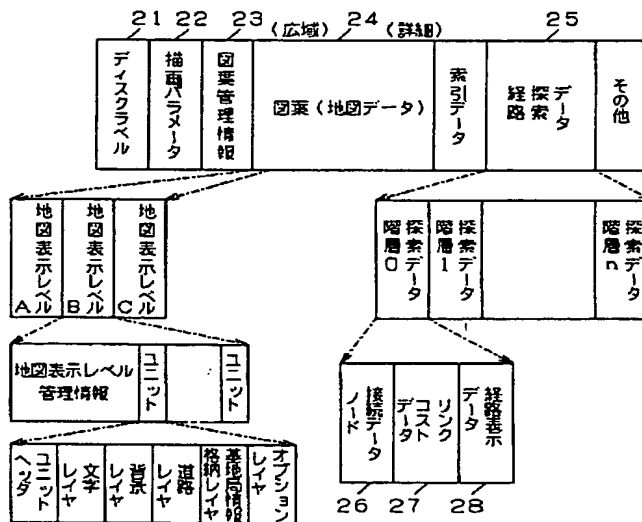 21
22
23
(広域)
24
(詳細)
25
ディスクラベル
描画パラメータ
図葉管理情報
図葉(地図データ)
索引データ
経路探索データ
その他
地図表示レベルA
地図表示レベルB
地図表示レベルC
階層0探索データ
階層1探索データ
階層n探索データ
地図表示レベル
管理情報
ユニット
ユニット
ユニットヘッダ
文字レイヤ
背景レイヤ
道路レイヤ
基地局情報格納レイヤ
オプションレイヤ
ノード接続データ
リンクコストデータ
経路表示データ
26
27
28